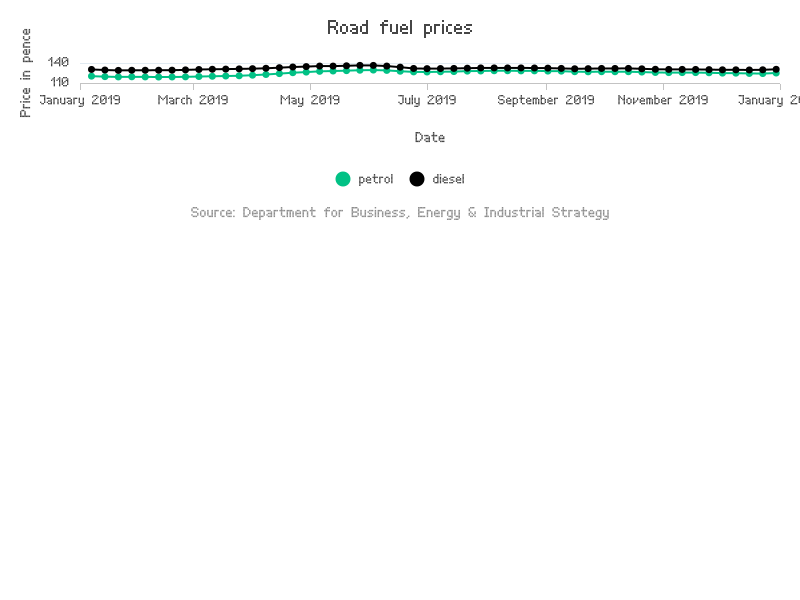 Road fuel prices
Price in pence
140
110
January 2019 March 2019 May 2019 July 2019 September 2019 November 2019 January 20
Date
petrol diesel
Source: Department for Business, Energy & Industrial Strategy